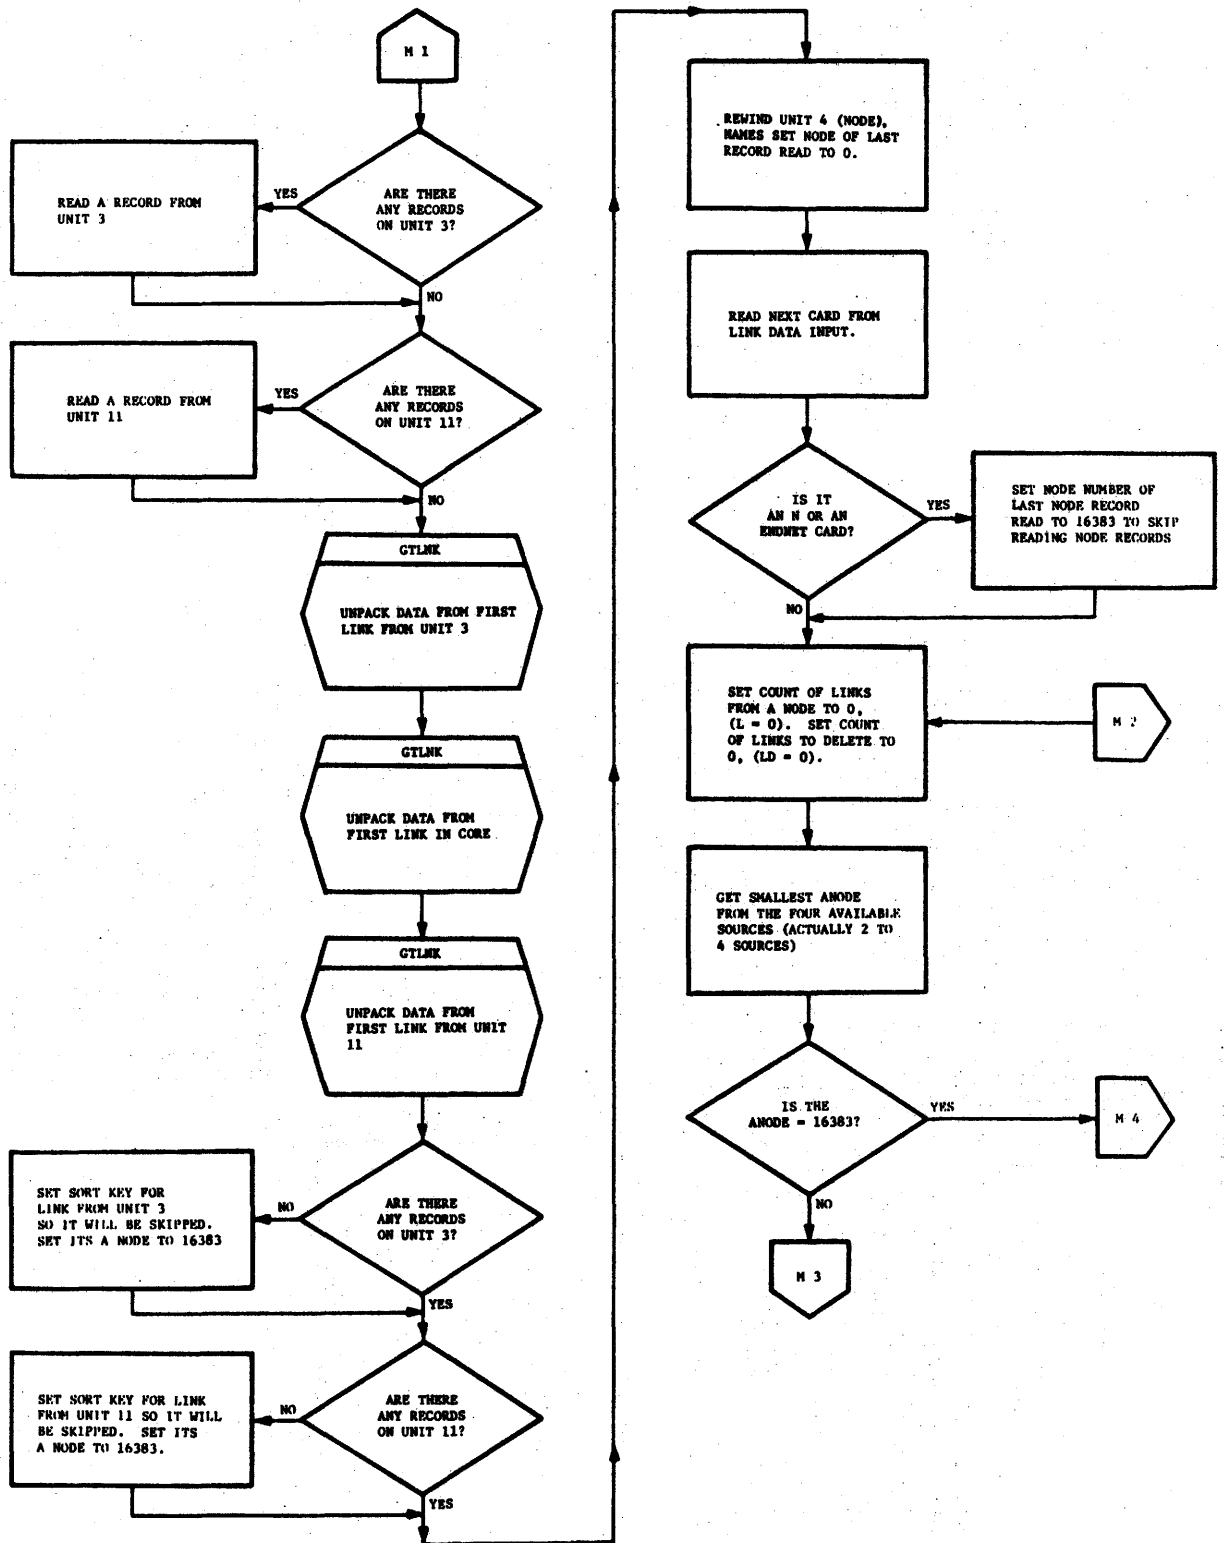 M 1
ARE THERE
ANY RECORDS
ON UNIT 3?
YES
READ A RECORD FROM
UNIT 3
NO
ARE THERE
ANY RECORDS
ON UNIT 11?
YES
READ A RECORD FROM
UNIT 11
NO
GTLNK
UNPACK DATA FROM FIRST
LINK FROM UNIT 3
GTLNK
UNPACK DATA FROM
FIRST LINK IN CORE
GTLNK
UNPACK DATA FROM
FIRST LINK FROM UNIT
11
ARE THERE
ANY RECORDS
ON UNIT 3?
NO
SET SORT KEY FOR
LINK FROM UNIT 3
SO IT WILL BE SKIPPED.
SET ITS A NODE TO 16383
YES
ARE THERE
ANY RECORDS
ON UNIT 11?
NO
SET SORT KEY FOR LINK
FROM UNIT 11 SO IT WILL
BE SKIPPED. SET ITS
A NODE TO 16383.
YES
REWIND UNIT 4 (NODE),
NAMES SET NODE OF LAST
RECORD READ TO 0.
READ NEXT CARD FROM
LINK DATA INPUT.
IS IT
AN N OR AN
ENDNET CARD?
YES
SET NODE NUMBER OF
LAST NODE RECORD
READ TO 16383 TO SKIP
READING NODE RECORDS
NO
SET COUNT OF LINKS
FROM A NODE TO 0,
(L = 0). SET COUNT
OF LINKS TO DELETE TO
0, (LD = 0).
M 2
GET SMALLEST ANODE
FROM THE FOUR AVAILABLE
SOURCES (ACTUALLY 2 TO
4 SOURCES)
IS THE
ANODE = 16383?
YES
M 4
NO
M 3